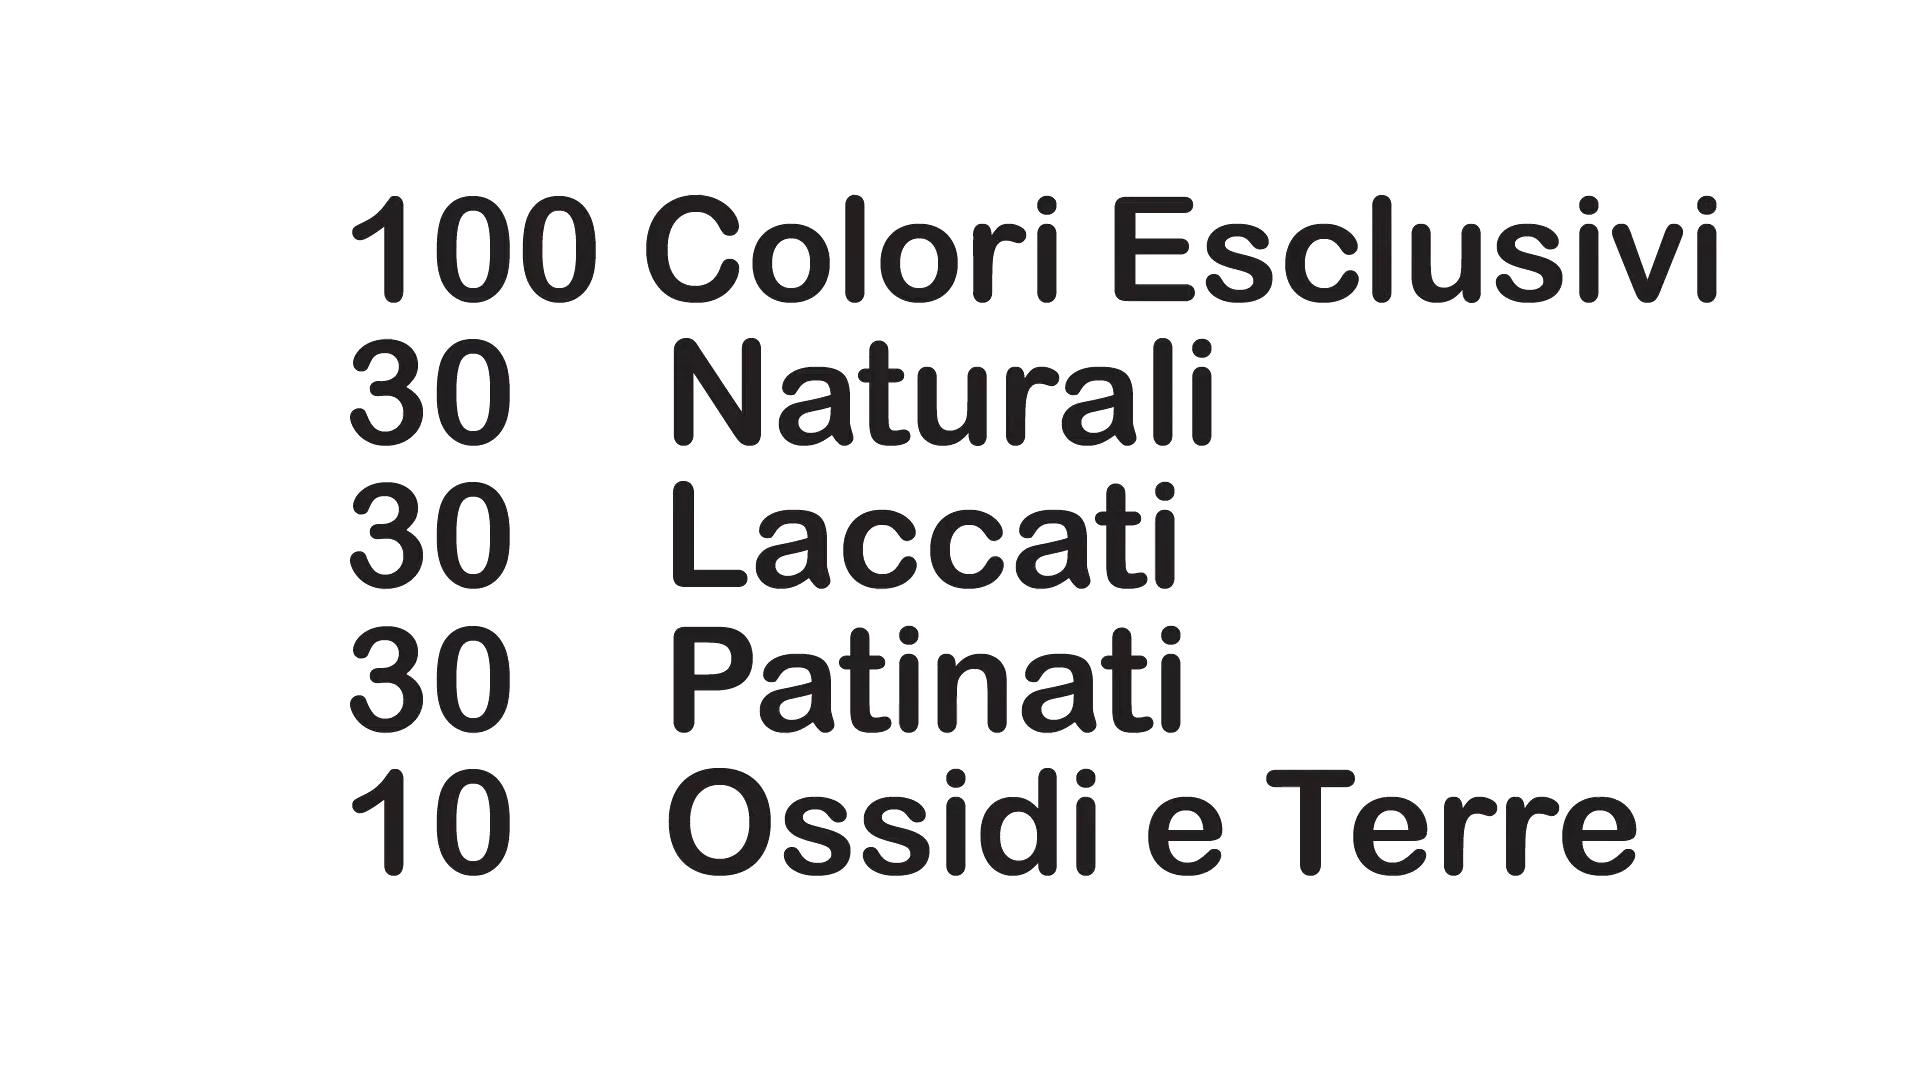 100 Colori Esclusivi
30 Naturali
30 Laccati
30 Patinati
10 Ossidi e Terre